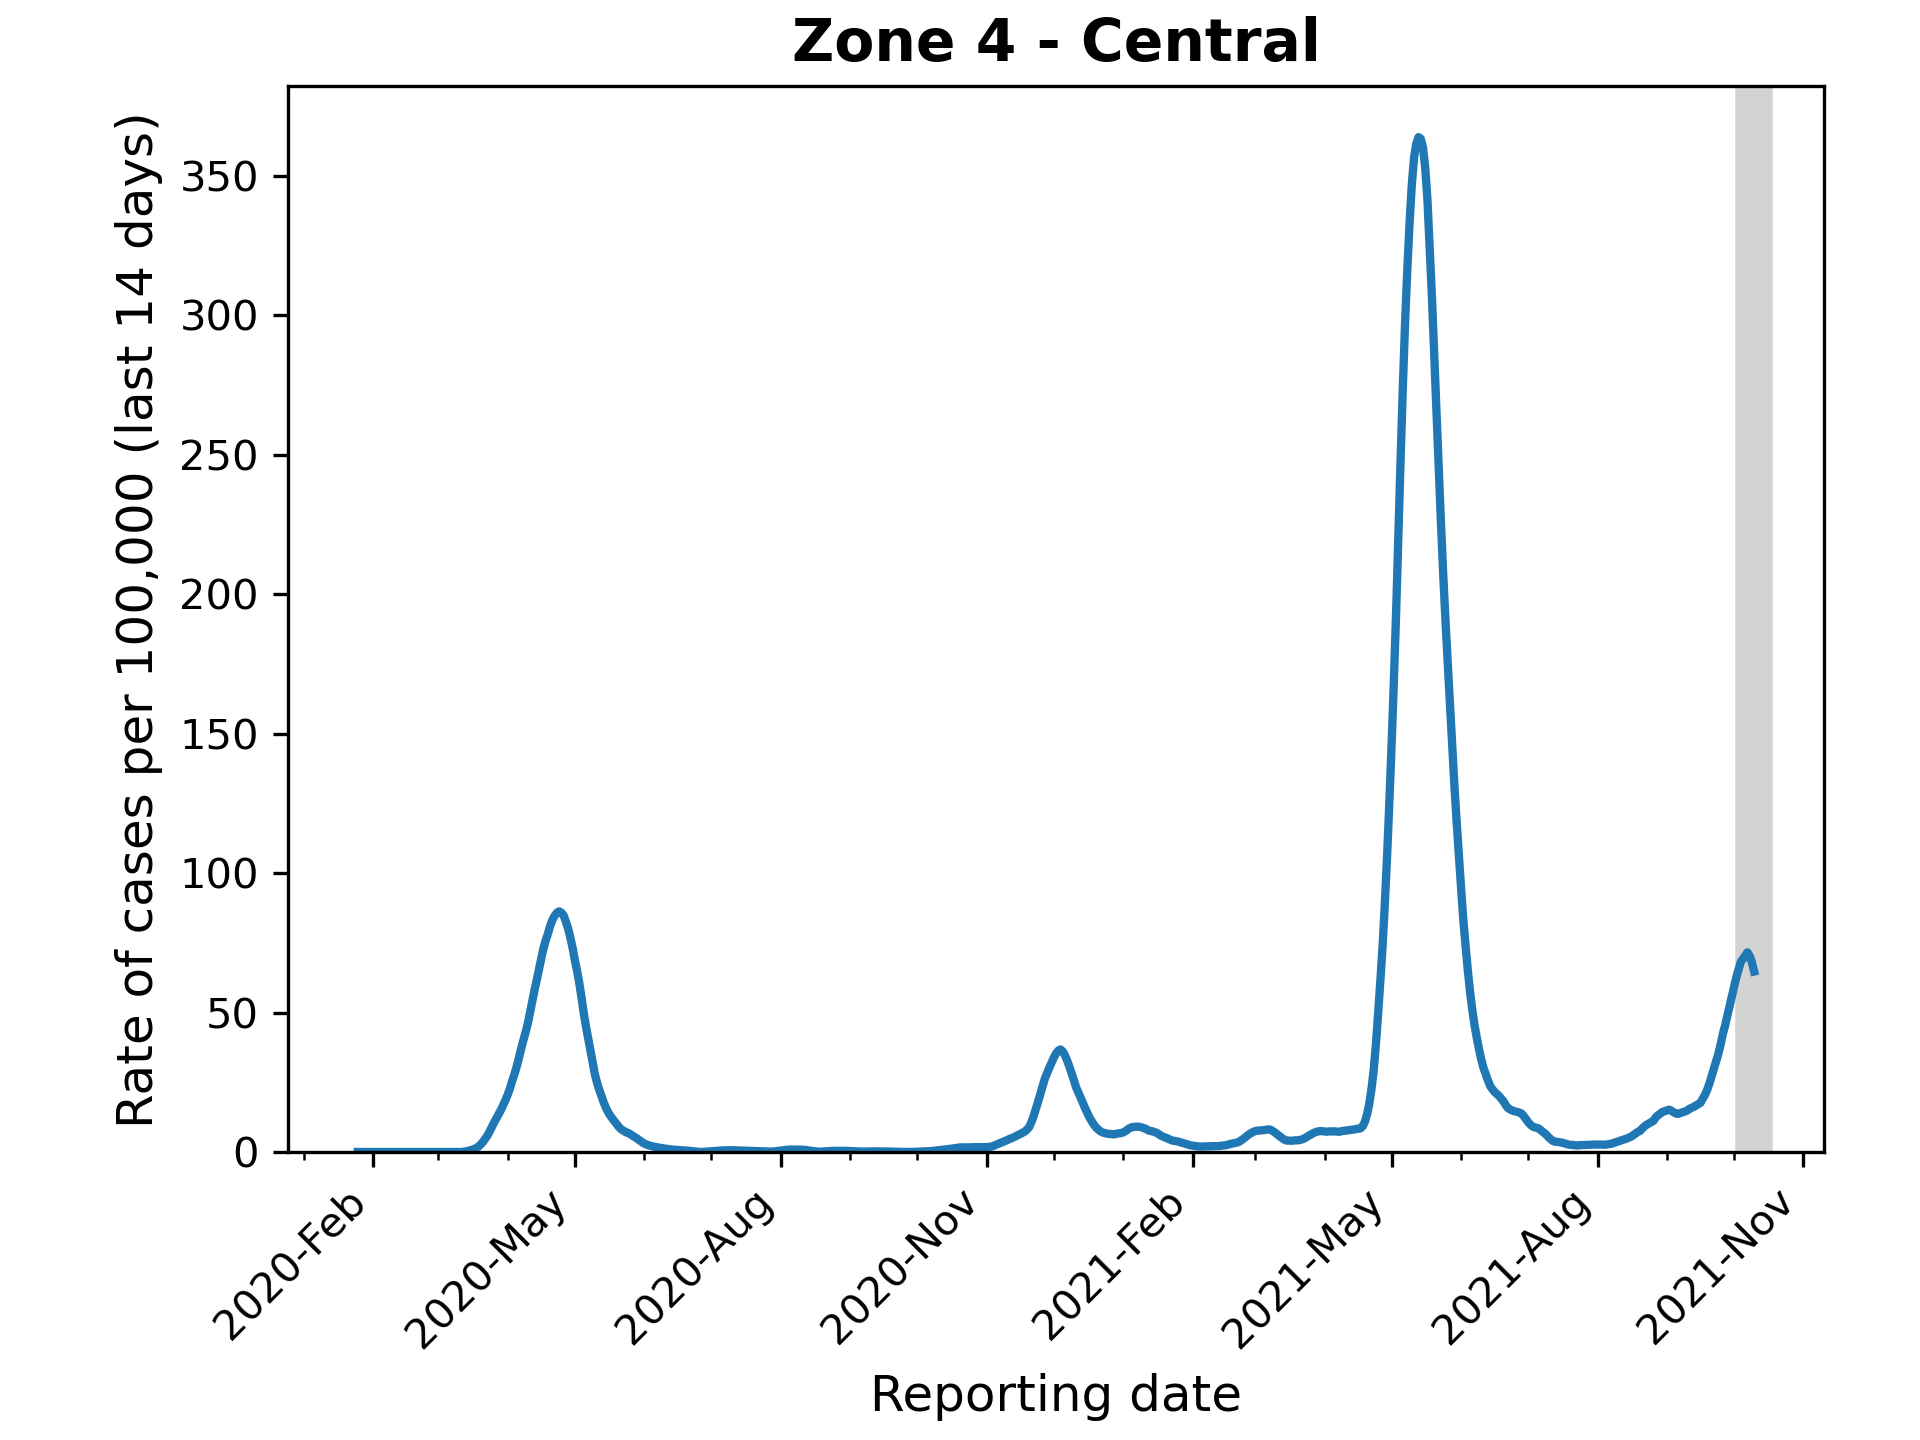 Zone 4 - Central
Rate of cases per 100,000 (last 14 days)
350
300
250
200
150
100
50
0
2020-Feb
2020-May
2020-Aug
2020-Nov
2021-Feb
2021-May
2021-Aug
2021-Nov
Reporting date